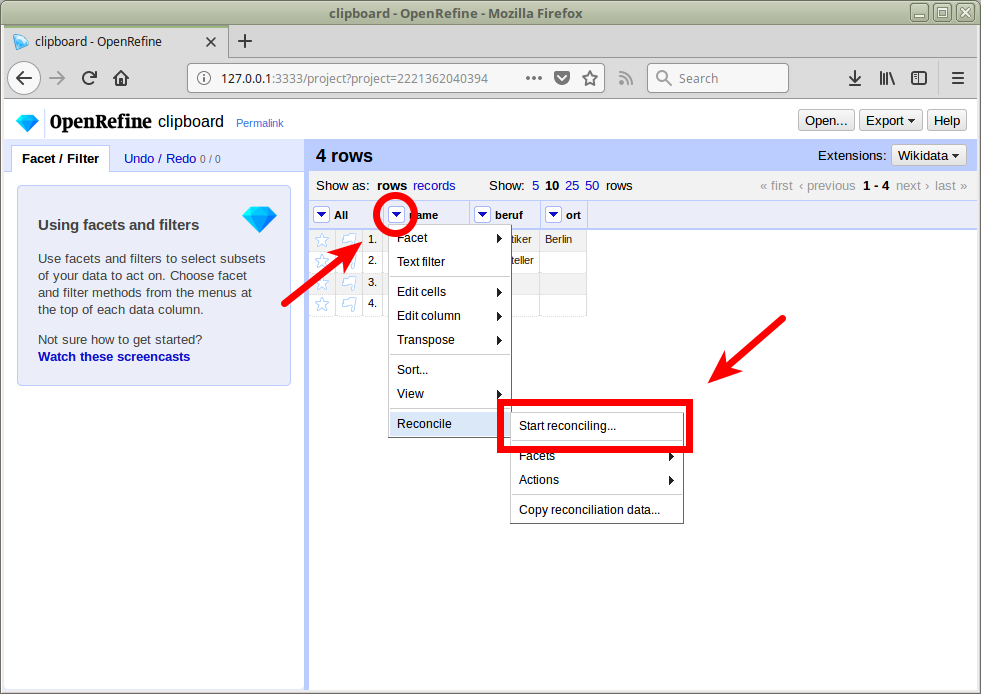 clipboard - OpenRefine - Mozilla Firefox
clipboard - OpenRefine
127.0.0.1:3333/project?project=2221362040394
Search
OpenRefine clipboard Permalink
Open... Export Help
Facet / Filter Undo / Redo 0 / 0
4 rows
Extensions: Wikidata
Show as: rows records Show: 5 10 25 50 rows
« first ‹ previous 1 - 4 next › last »
All name beruf ort
1. tiker Berlin
2. teller
3.
4.
Using facets and filters
Use facets and filters to select subsets
of your data to act on. Choose facet
and filter methods from the menus at
the top of each data column.
Not sure how to get started?
Watch these screencasts
Facet
Text filter
Edit cells
Edit column
Transpose
Sort...
View
Reconcile
Start reconciling...
Facets
Actions
Copy reconciliation data...